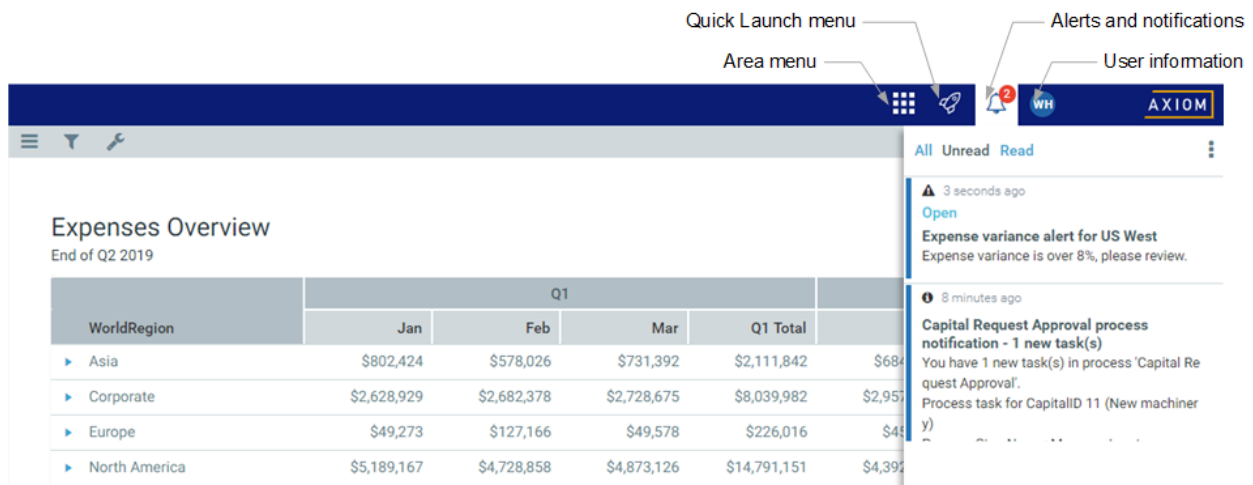 Quick Launch menu
Alerts and notifications
Area menu
User information
2
WH
AXIOM
All Unread Read
3 seconds ago
Open
Expense variance alert for US West
Expense variance is over 8%, please review.
8 minutes ago
Capital Request Approval process
notification - 1 new task(s)
You have 1 new task(s) in process 'Capital Re
quest Approval'.
Process task for CapitalID 11 (New machiner
y)
Expenses Overview
End of Q2 2019
Q1
WorldRegion Jan Feb Mar Q1 Total
Asia $802,424 $578,026 $731,392 $2,111,842 $684
Corporate $2,628,929 $2,682,378 $2,728,675 $8,039,982 $2,957
Europe $49,273 $127,166 $49,578 $226,016 $45
North America $5,189,167 $4,728,858 $4,873,126 $14,791,151 $4,392